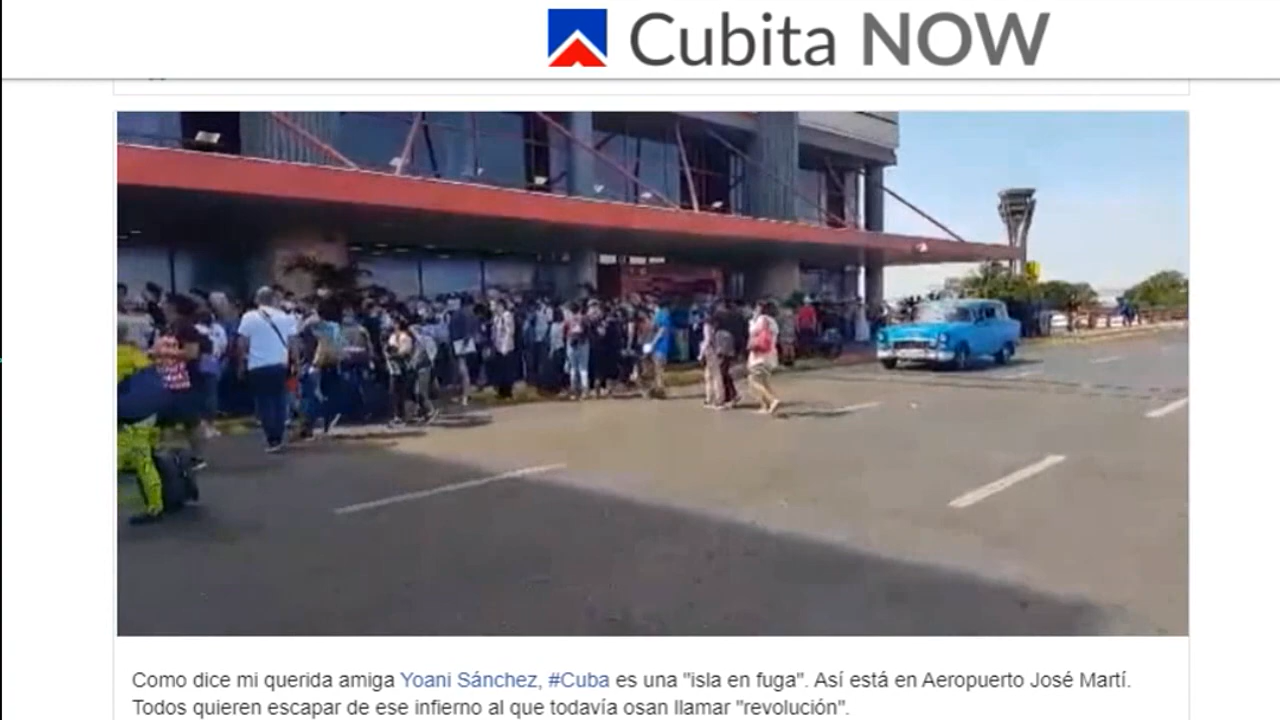 Cubita NOW
Como dice mi querida amiga Yoani Sánchez, #Cuba es una "isla en fuga". Así está en Aeropuerto José Martí.
Todos quieren escapar de ese infierno al que todavía osan llamar "revolución".